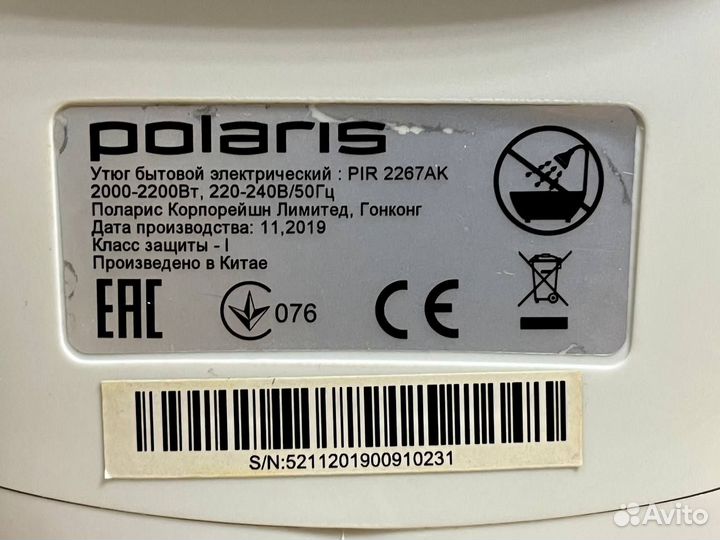 polaris
Утюг бытовой электрический : PIR 2267AK
2000-2200Вт, 220-240В/50Гц
Поларис Корпорейшн Лимитед, Гонконг
Дата производства: 11,2019
Класс защиты - I
Произведено в Китае
EAC
076
CE
S/N:5211201900910231
Avito